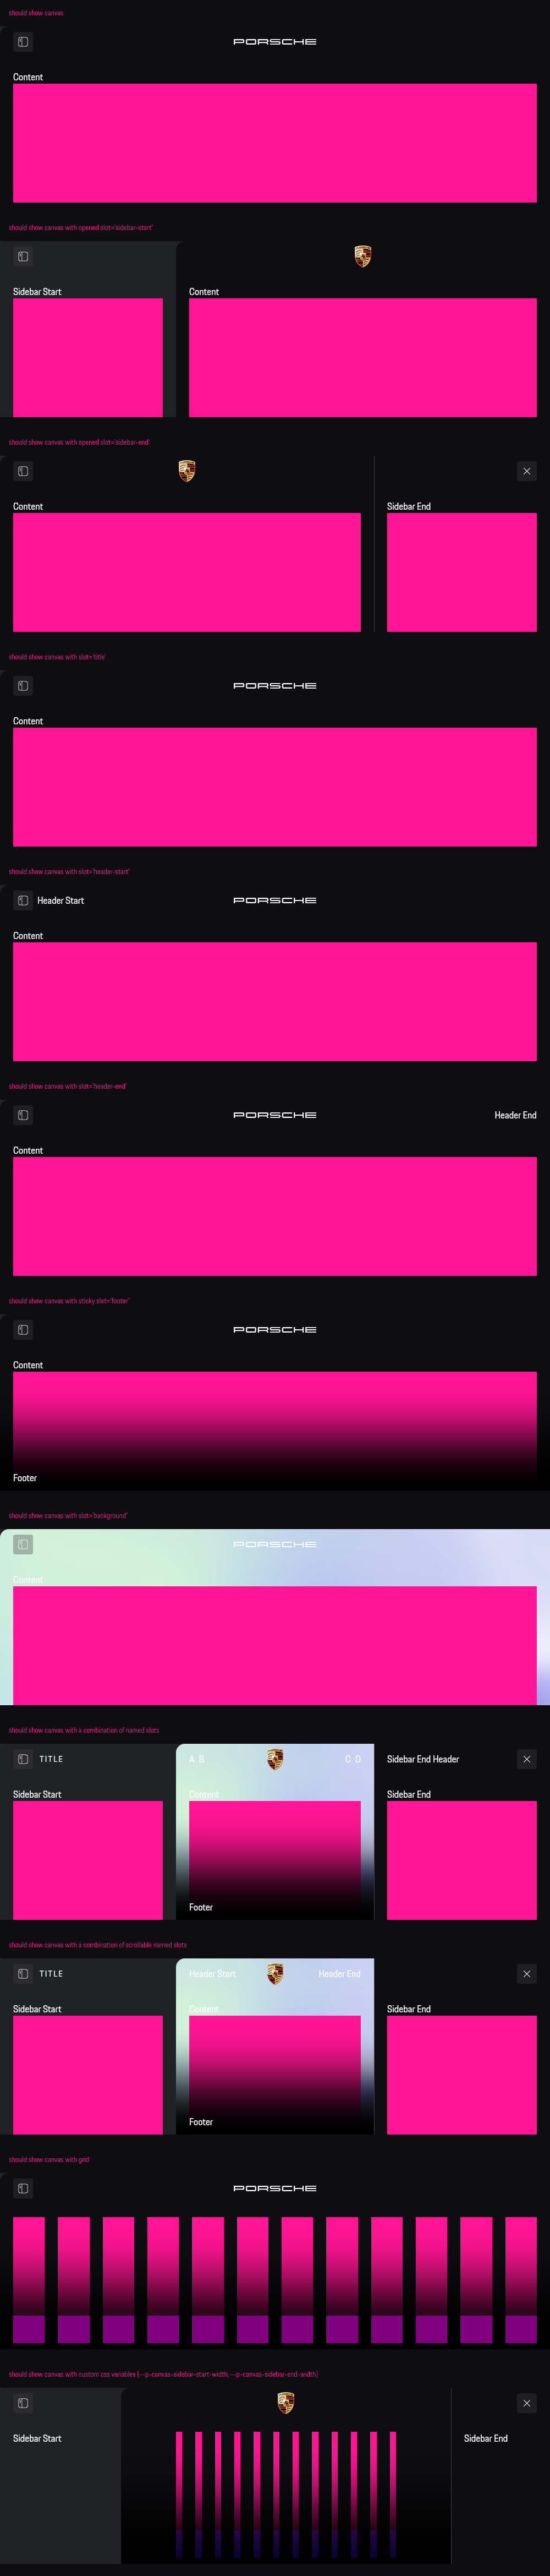 should show canvas
PORSCHE
Content
should show canvas with opened slot='sidebar-start'
Sidebar Start
Content
should show canvas with opened slot='sidebar-end'
Content
Sidebar End
should show canvas with slot='title'
PORSCHE
Content
should show canvas with slot='header-start'
Header Start
PORSCHE
Content
should show canvas with slot='header-end'
PORSCHE
Header End
Content
should show canvas with sticky slot='footer'
PORSCHE
Content
Footer
should show canvas with slot='background'
PORSCHE
Content
should show canvas with a combination of named slots
TITLE
A B
C D
Sidebar End Header
Sidebar Start
Content
Sidebar End
Footer
should show canvas with a combination of scrollable named slots
TITLE
Header Start
Header End
Sidebar Start
Content
Sidebar End
Footer
should show canvas with grid
PORSCHE
should show canvas with custom css variables (--p-canvas-sidebar-start-width, --p-canvas-sidebar-end-width)
Sidebar Start
Sidebar End